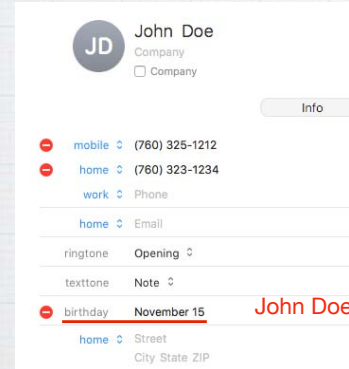 JD
John Doe
Company
Company
Info
mobile (760) 325-1212
home (760) 323-1234
work Phone
home Email
ringtone Opening
texttone Note
birthday November 15 John Doe
home Street
City State ZIP